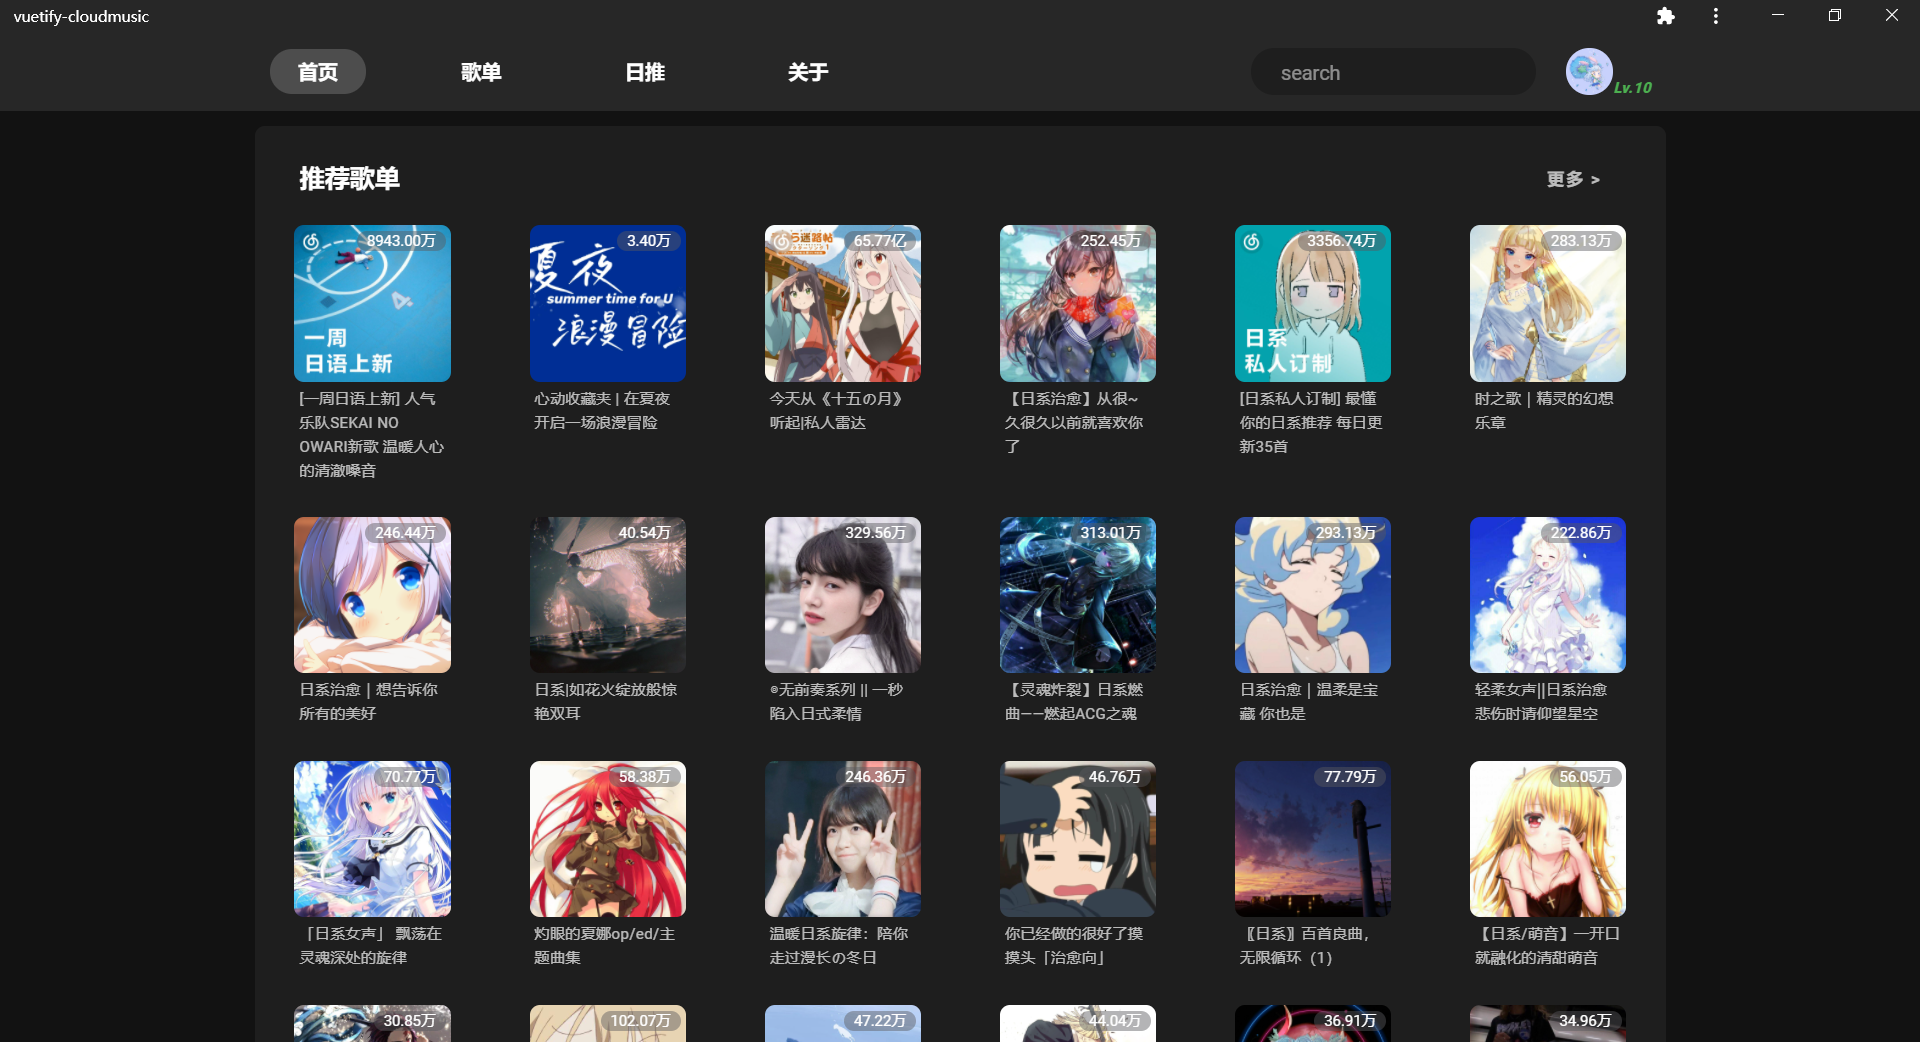 vuetify-cloudmusic
首页 歌单 日推 关于 search Lv.10
推荐歌单 更多 >
8943.00万 3.40万 65.77亿 252.45万 3356.74万 283.13万
夏夜
summer time for U
浪漫冒险
一周
日语上新
日系
私人订制
[一周日语上新] 人气
乐队SEKAI NO
OWARI新歌 温暖人心
的清澈嗓音
心动收藏夹 | 在夏夜
开启一场浪漫冒险
今天从《十五の月》
听起|私人雷达
【日系治愈】从很~
久很久以前就喜欢你
了
[日系私人订制] 最懂
你的日系推荐 每日更
新35首
时之歌｜精灵的幻想
乐章
246.44万 40.54万 329.56万 313.01万 293.13万 222.86万
日系治愈｜想告诉你
所有的美好
日系|如花火绽放般惊
艳双耳
⊙无前奏系列 || 一秒
陷入日式柔情
【灵魂炸裂】日系燃
曲——燃起ACG之魂
日系治愈｜温柔是宝
藏 你也是
轻柔女声||日系治愈
悲伤时请仰望星空
70.77万 58.38万 246.36万 46.76万 77.79万 56.05万
「日系女声」 飘荡在
灵魂深处的旋律
灼眼的夏娜op/ed/主
题曲集
温暖日系旋律：陪你
走过漫长の冬日
你已经做的很好了摸
摸头「治愈向」
〖日系〗百首良曲，
无限循环（1）
【日系/萌音】一开口
就融化的清甜萌音
30.85万 102.07万 47.22万 44.04万 36.91万 34.96万